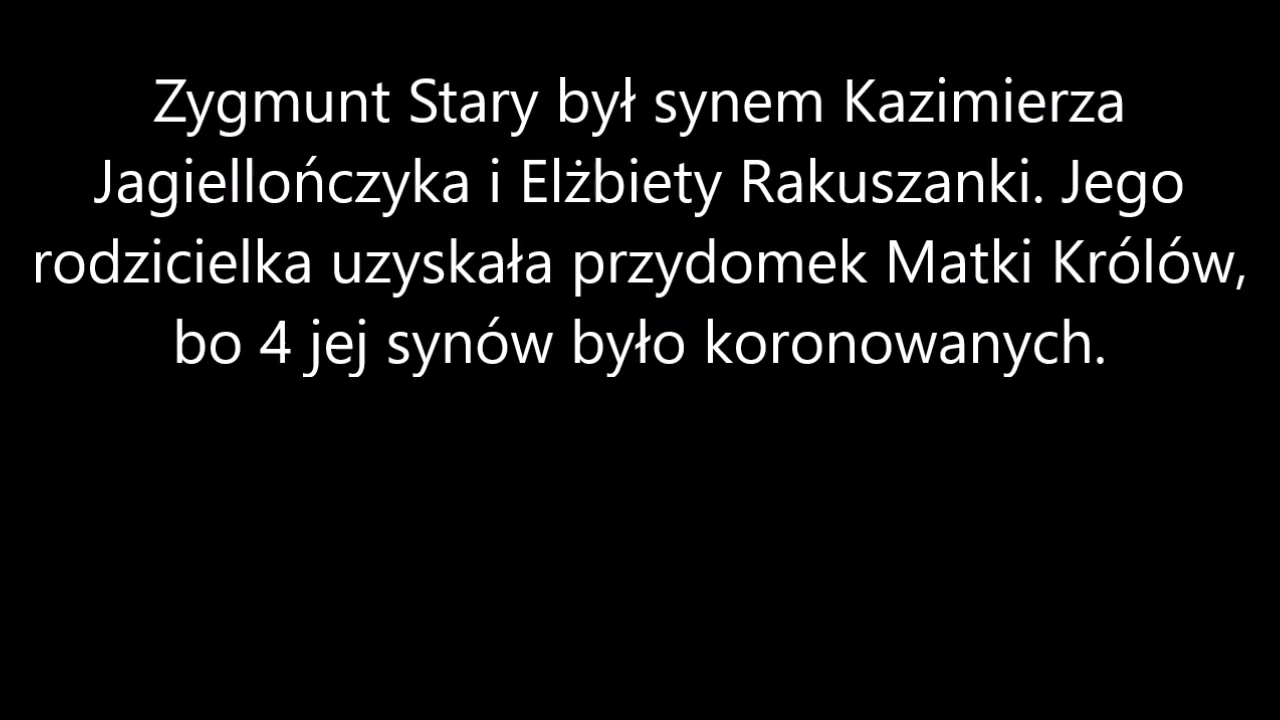 Zygmunt Stary był synem Kazimierza
Jagiellończyka i Elżbiety Rakuszanki. Jego
rodzicielka uzyskała przydomek Matki Królów,
bo 4 jej synów było koronowanych.